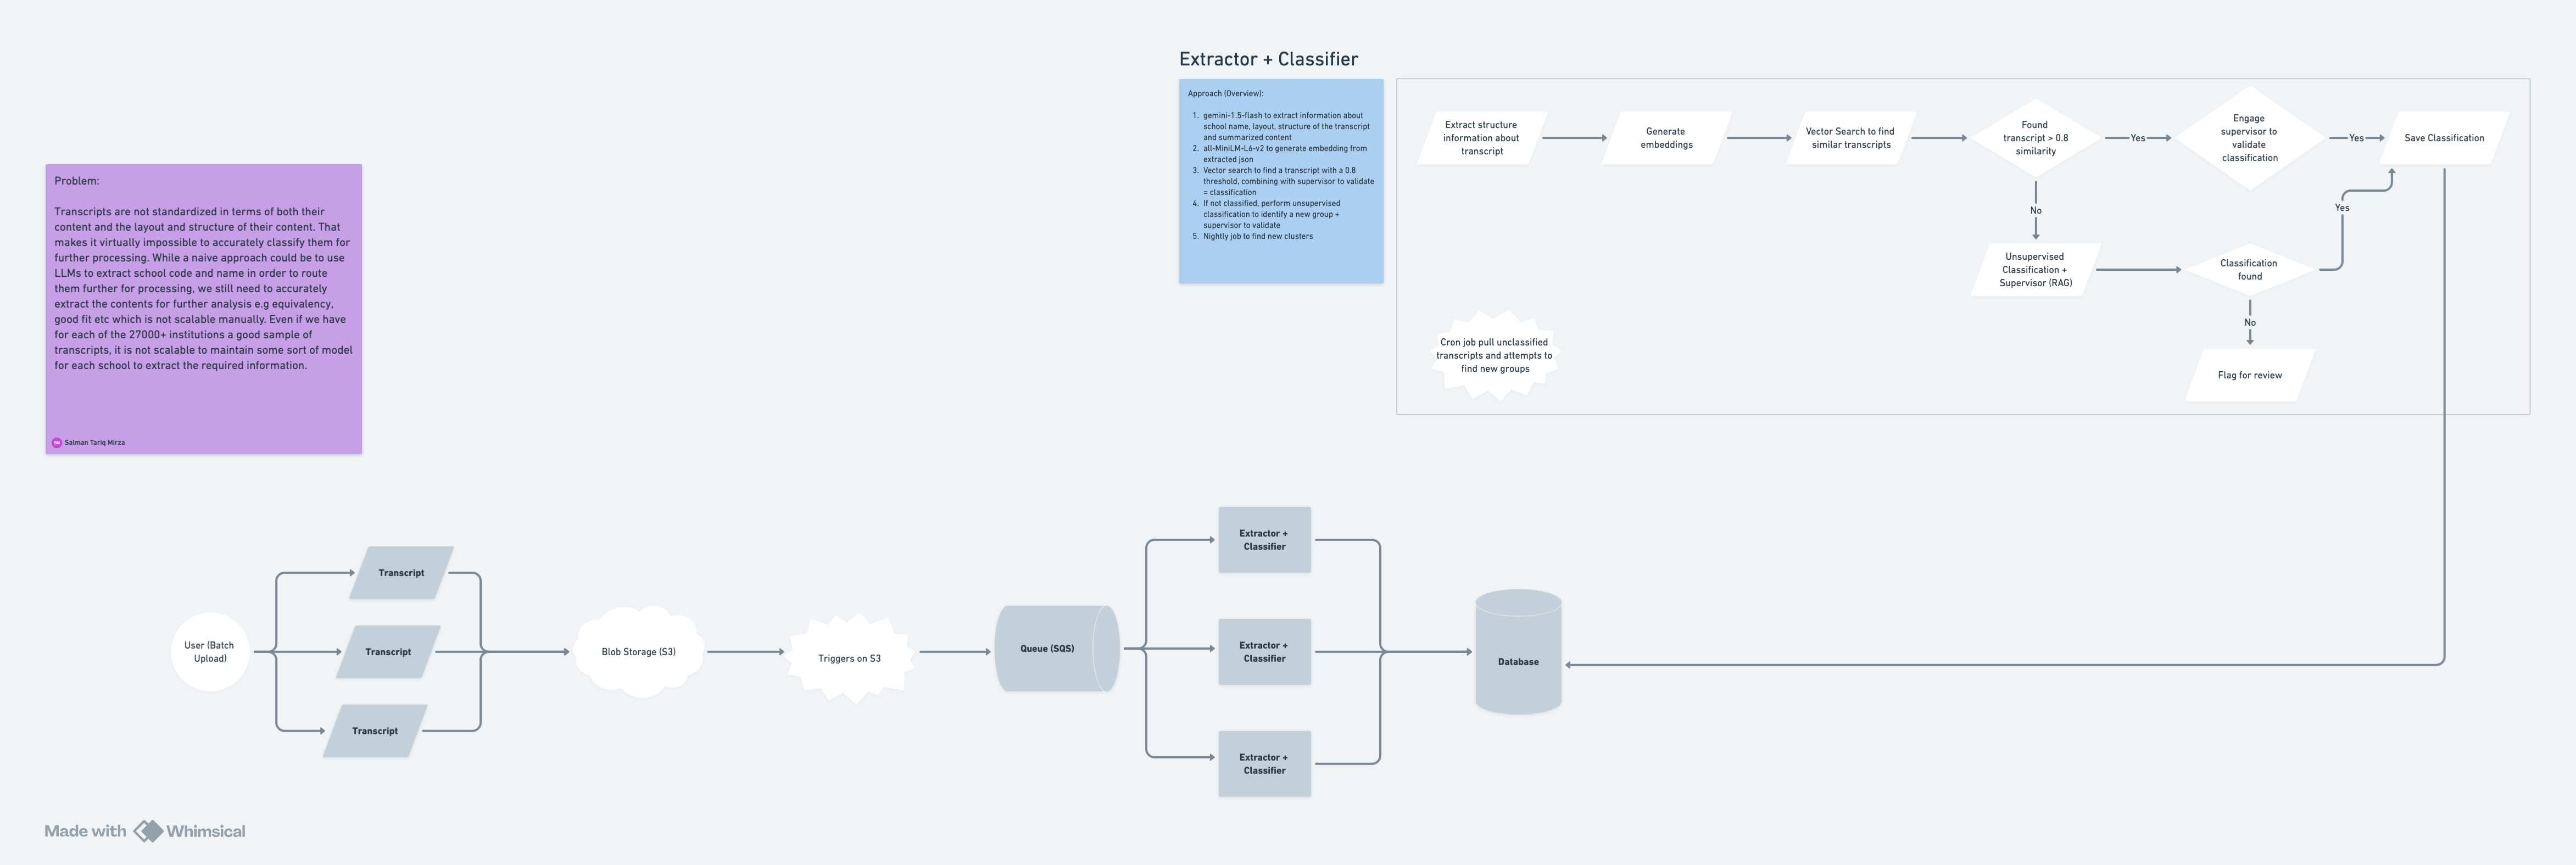 Extractor + Classifier
Approach (Overview):
1. gemini-1.5-flash to extract information about
school name, layout, structure of the transcript
and summarized content
2. all-MiniLM-L6-v2 to generate embedding from
extracted json
3. Vector search to find a transcript with a 0.8
threshold, combining with supervisor to validate
= classification
4. If not classified, perform unsupervised
classification to identify a new group +
supervisor to validate
5. Nightly job to find new clusters
Extract structure
information about
transcript
Generate
embeddings
Vector Search to find
similar transcripts
Found
transcript > 0.8
similarity
Yes
Engage
supervisor to
validate
classification
Yes
Save Classification
No
Yes
Unsupervised
Classification +
Supervisor (RAG)
Classification
found
No
Flag for review
Cron job pull unclassified
transcripts and attempts to
find new groups
Problem:
Transcripts are not standardized in terms of both their
content and the layout and structure of their content. That
makes it virtually impossible to accurately classify them for
further processing. While a naive approach could be to use
LLMs to extract school code and name in order to route
them further for processing, we still need to accurately
extract the contents for further analysis e.g equivalency,
good fit etc which is not scalable manually. Even if we have
for each of the 27000+ institutions a good sample of
transcripts, it is not scalable to maintain some sort of model
for each school to extract the required information.
Salman Tariq Mirza
User (Batch
Upload)
Transcript
Transcript
Transcript
Blob Storage (S3)
Triggers on S3
Queue (SQS)
Extractor +
Classifier
Extractor +
Classifier
Extractor +
Classifier
Database
Made with Whimsical